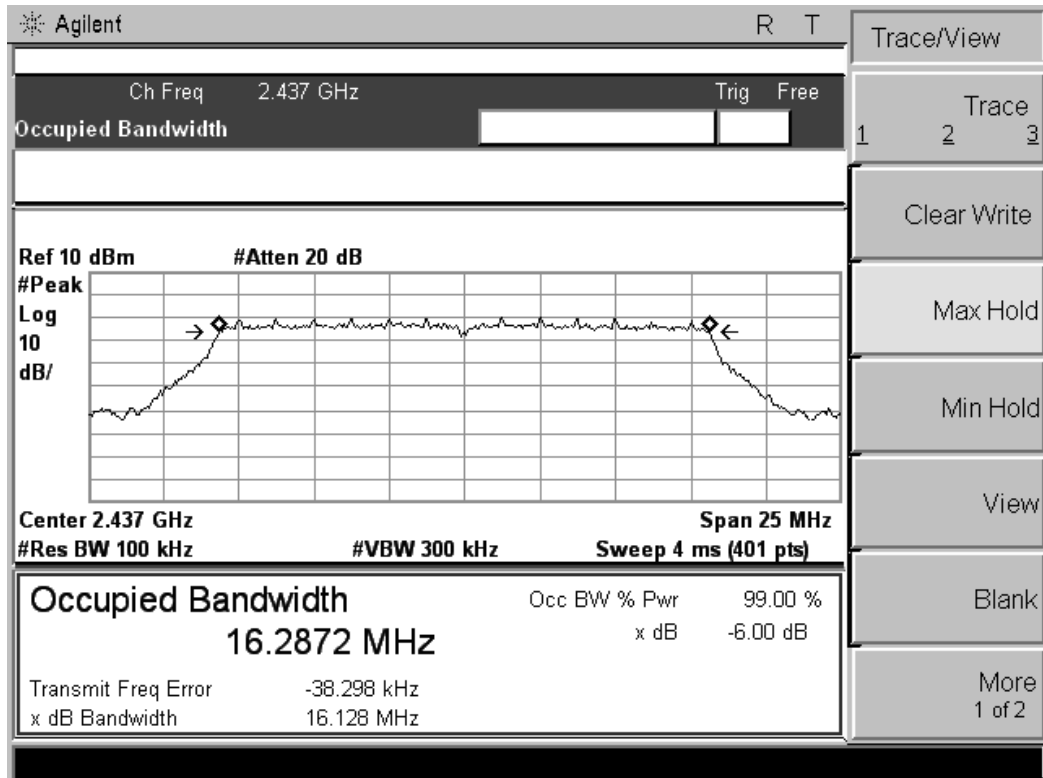 Agilent R T
Ch Freq 2.437 GHz Trig Free
Occupied Bandwidth
Ref 10 dBm #Atten 20 dB
#Peak
Log
10
dB/
Center 2.437 GHz Span 25 MHz
#Res BW 100 kHz #VBW 300 kHz Sweep 4 ms (401 pts)
Occupied Bandwidth
16.2872 MHz
Occ BW % Pwr 99.00 %
x dB -6.00 dB
Transmit Freq Error -38.298 kHz
x dB Bandwidth 16.128 MHz
Trace/View
Trace
1 2 3
Clear Write
Max Hold
Min Hold
View
Blank
More
1 of 2